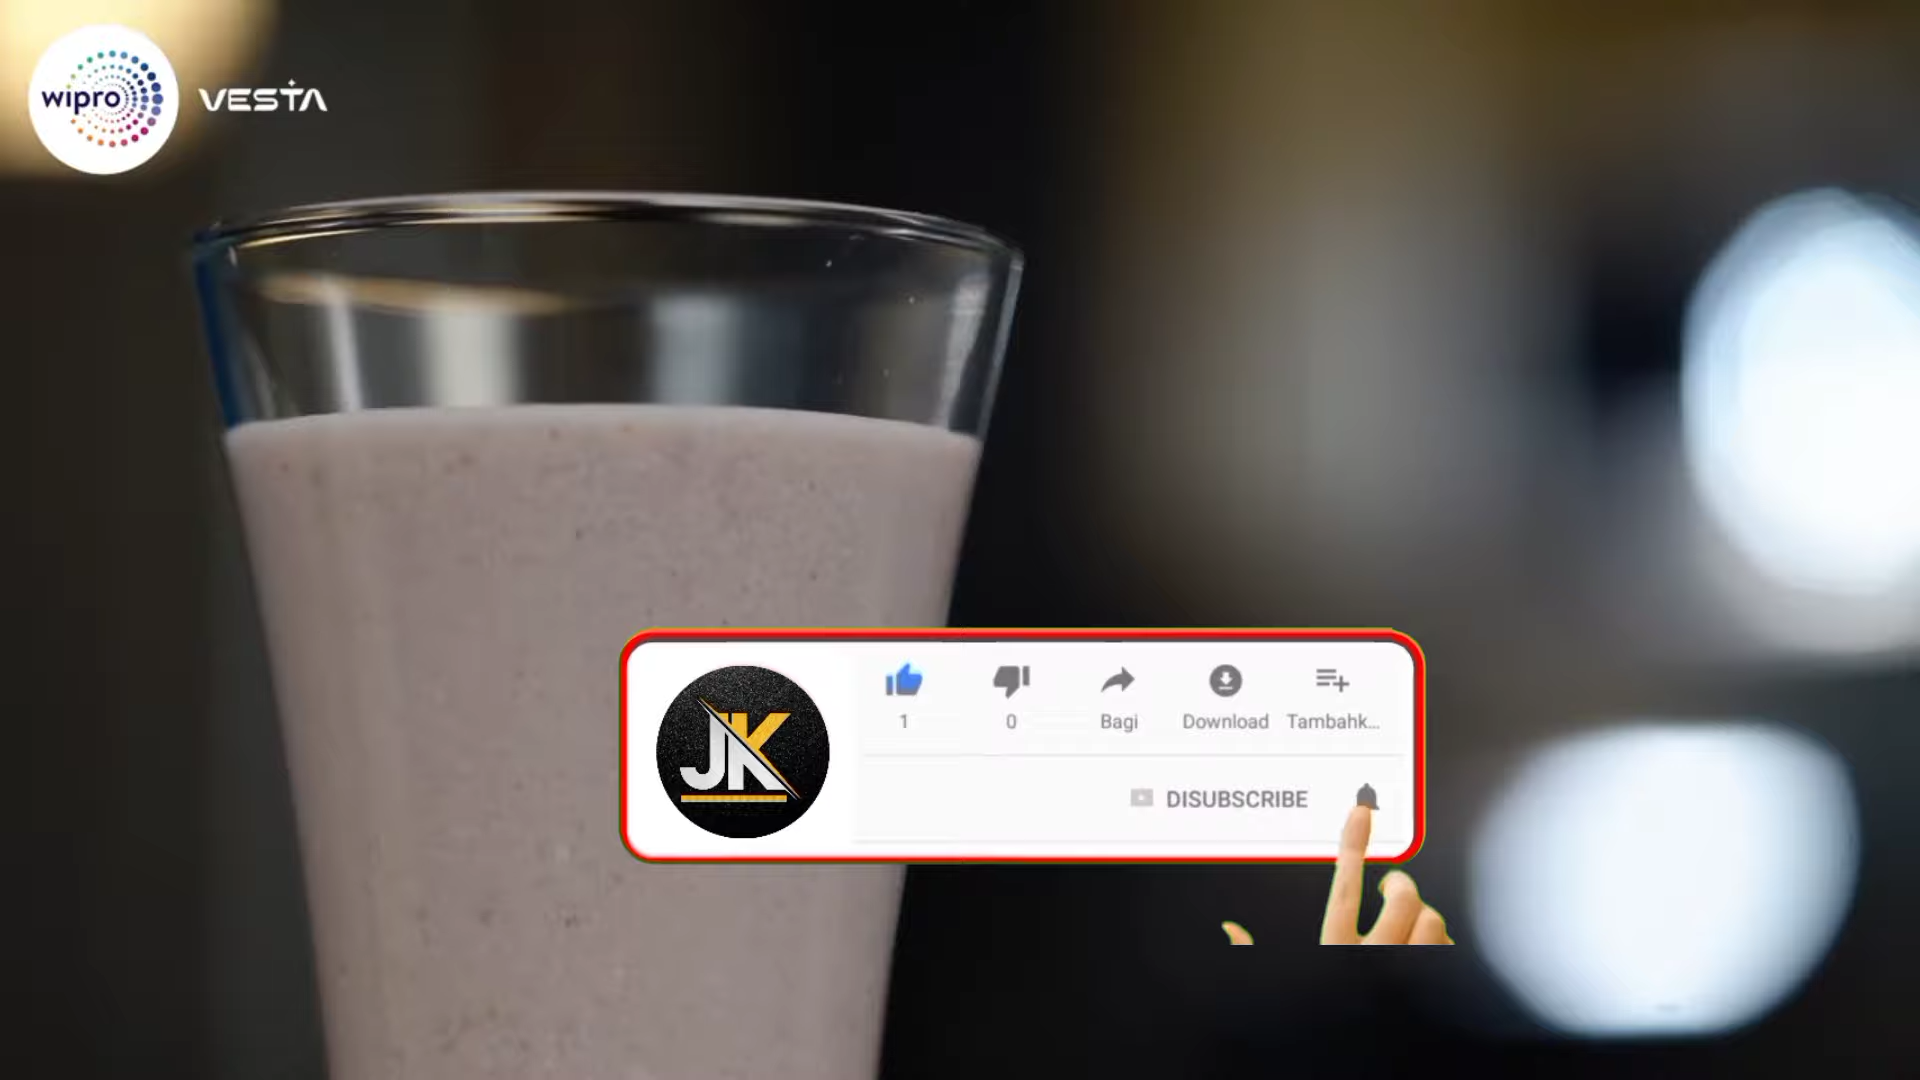 wipro
VESTA
JK
1 0 Bagi Download Tambahk...
DISUBSCRIBE